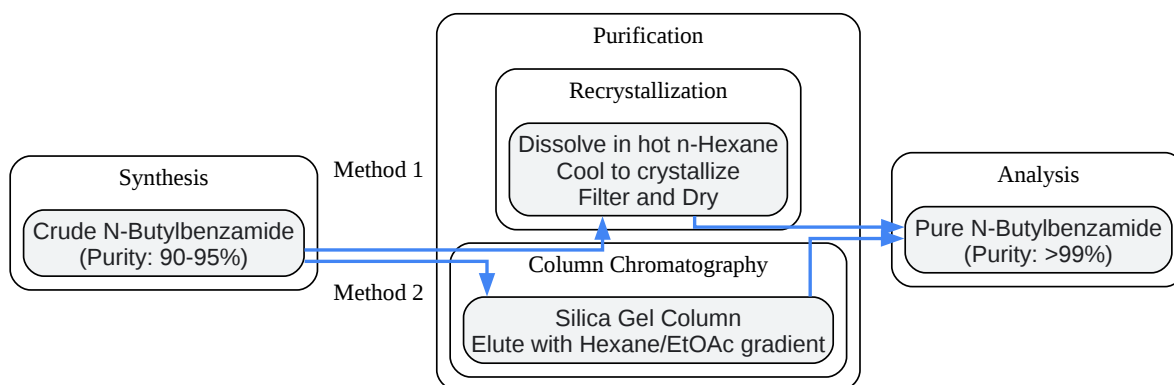 Purification
Recrystallization
Dissolve in hot n-Hexane
Cool to crystallize
Filter and Dry
Method 1
Synthesis
Crude N-Butylbenzamide
(Purity: 90-95%)
Method 2
Column Chromatography
Silica Gel Column
Elute with Hexane/EtOAc gradient
Analysis
Pure N-Butylbenzamide
(Purity: >99%)